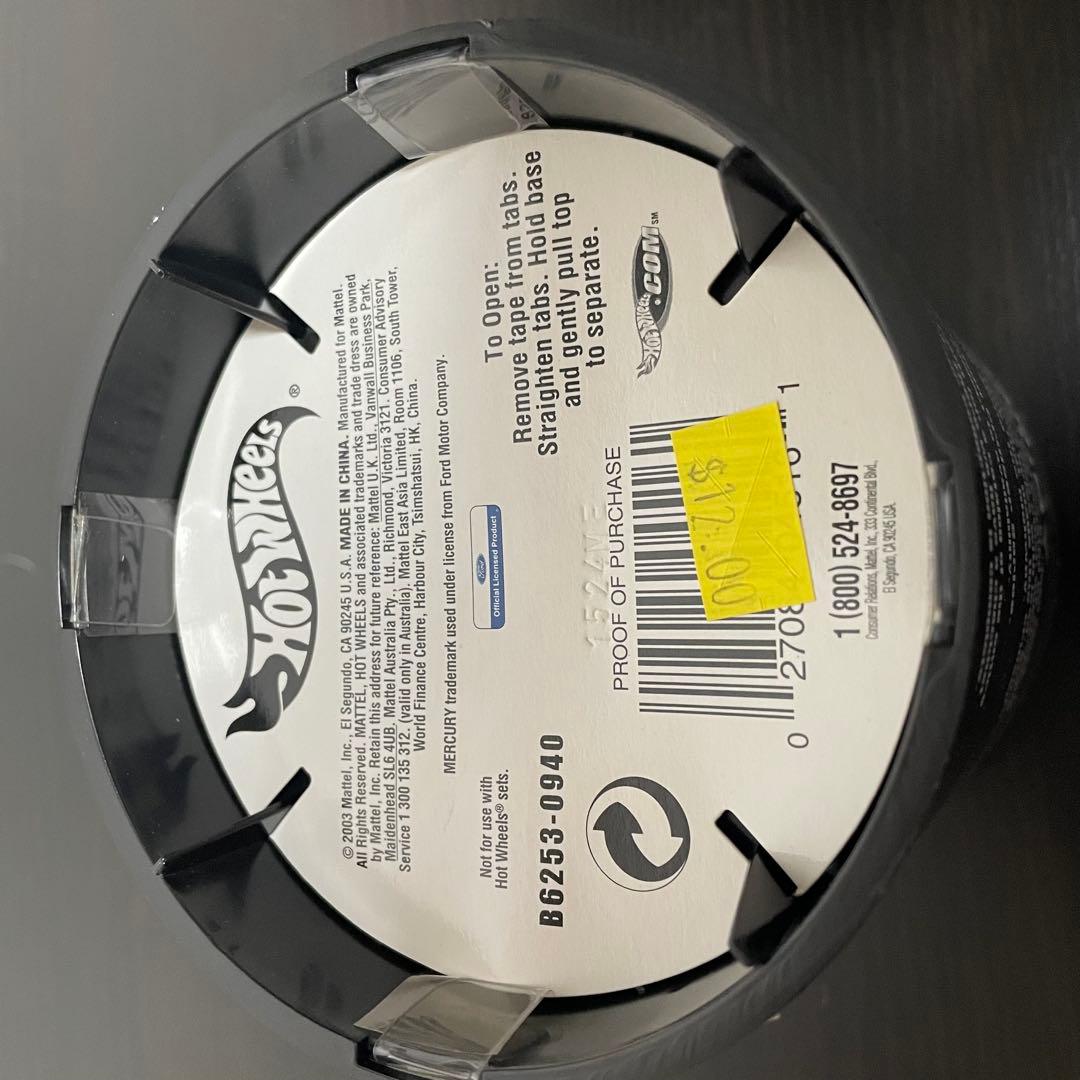 HOT WHEELS ®
© 2003 Mattel, Inc., El Segundo, CA 90245 U.S.A. MADE IN CHINA. Manufactured for Mattel.
All Rights Reserved. MATTEL, HOT WHEELS and associated trademarks and trade dress are owned
by Mattel, Inc. Retain this address for future reference: Mattel U.K. Ltd., Vanwall Business Park,
Maidenhead SL6 4UB. Mattel Australia Pty., Ltd., Richmond, Victoria 3121. Consumer Advisory
Service 1 300 135 312. (valid only in Australia). Mattel East Asia Limited, Room 1106, South Tower,
World Finance Centre, Harbour City, Tsimshatsui, HK, China.
MERCURY trademark used under license from Ford Motor Company.
Ford
Official Licensed Product
Not for use with
Hot Wheels® sets.
B6253-0940
To Open:
Remove tape from tabs.
Straighten tabs. Hold base
and gently pull top
to separate.
HOT WHEELS .COM SM
PROOF OF PURCHASE
$12.00
0 2708 1
1 (800) 524-8697
Consumer Relations, Mattel, Inc., 333 Continental Blvd.,
El Segundo, CA 90245 USA